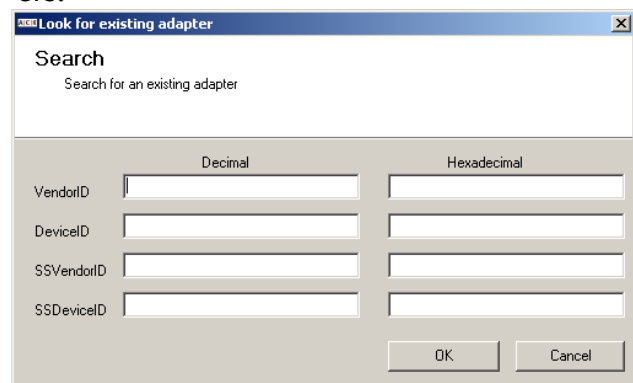 Look for existing adapter
Search
Search for an existing adapter
Decimal Hexadecimal
VendorID
DeviceID
SSVendorID
SSDeviceID
OK Cancel